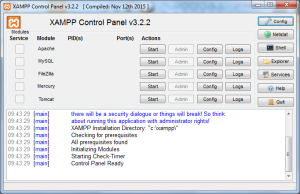 XAMPP Control Panel v3.2.2 [ Compiled: Nov 12th 2015 ]
XAMPP Control Panel v3.2.2
Config
Modules
Service Module PID(s) Port(s) Actions
Netstat
Apache Start Admin Config Logs
Shell
MySQL Start Admin Config Logs
Explorer
FileZilla Start Admin Config Logs
Services
Mercury Start Admin Config Logs
Help
Tomcat Start Admin Config Logs
Quit
09:43:29 [main] there will be a security dialogue or things will break! So think
09:43:29 [main] about running this application with administrator rights!
09:43:29 [main] XAMPP Installation Directory: "c:\xampp\"
09:43:29 [main] Checking for prerequisites
09:43:29 [main] All prerequisites found
09:43:29 [main] Initializing Modules
09:43:29 [main] Starting Check-Timer
09:43:29 [main] Control Panel Ready